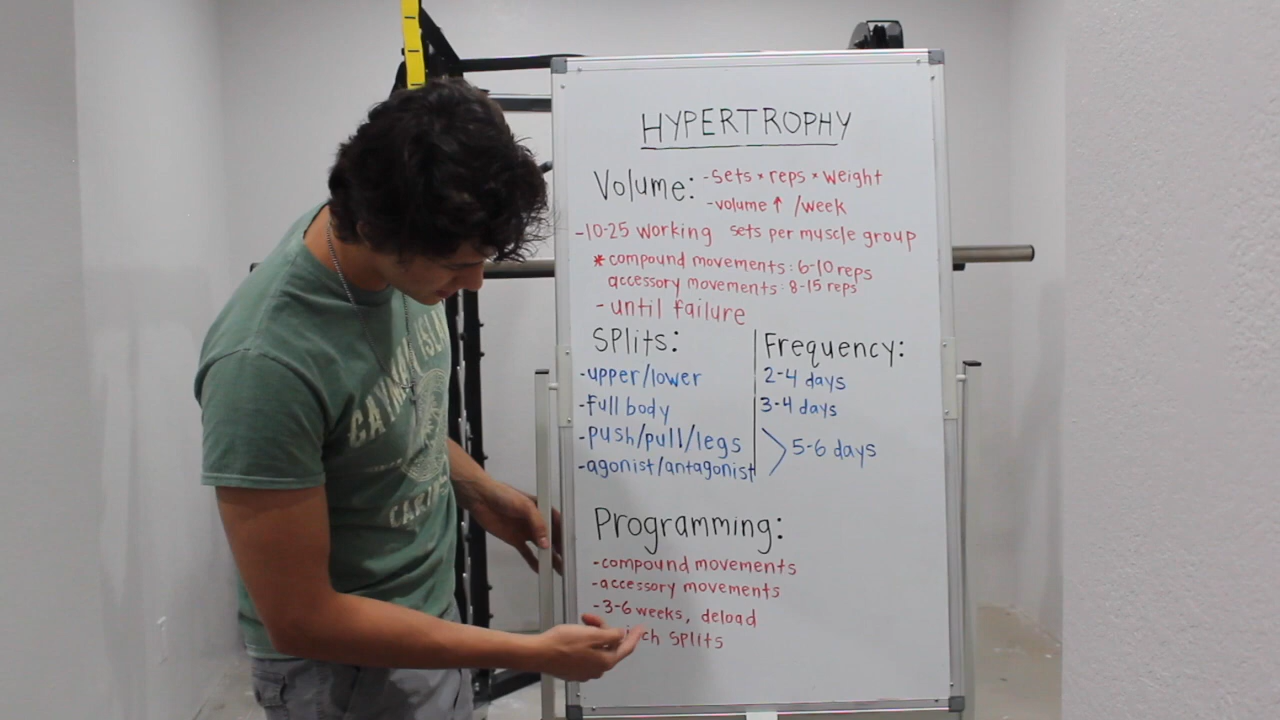 HYPERTROPHY
Volume: -sets × reps × weight
-volume ↑ /week
-10-25 working sets per muscle group
* compound movements: 6-10 reps
accessory movements: 8-15 reps
- until failure
Splits:
-upper/lower
-full body
-push/pull/legs
-agonist/antagonist
Frequency:
2-4 days
3-4 days
5-6 days
Programming:
-compound movements
-accessory movements
-3-6 weeks, deload
splits
CAYMAN ISLA